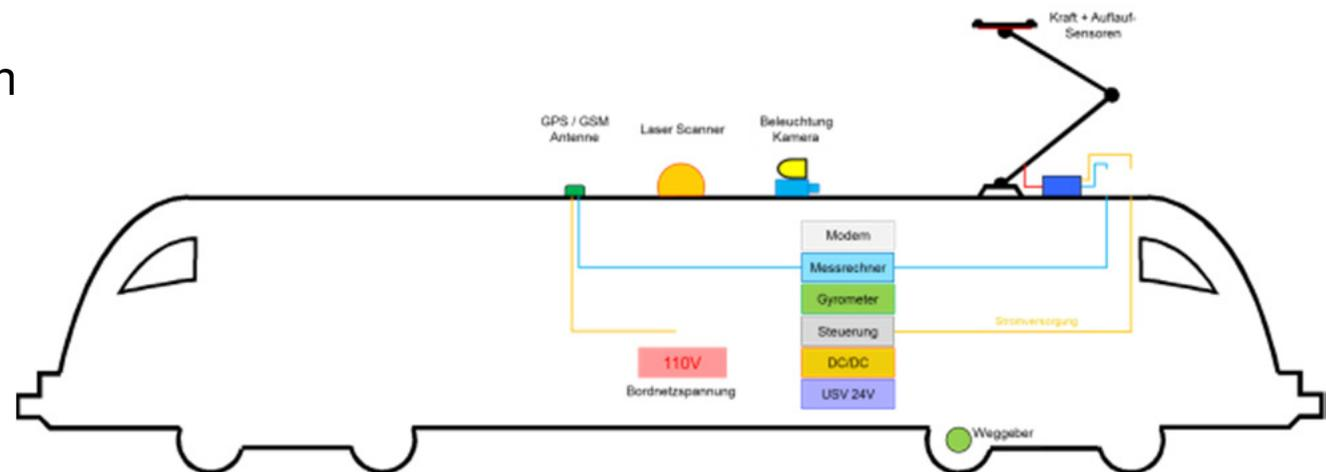 Kraft + Auflauf-
Sensoren
n
GPS / GSM
Antenne
Laser Scanner
Beleuchtung
Kamera
Modem
Messrechner
Gyrometer
Steuerung
Stromversorgung
110V
DC/DC
Bordnetzspannung
USV 24V
Weggeber